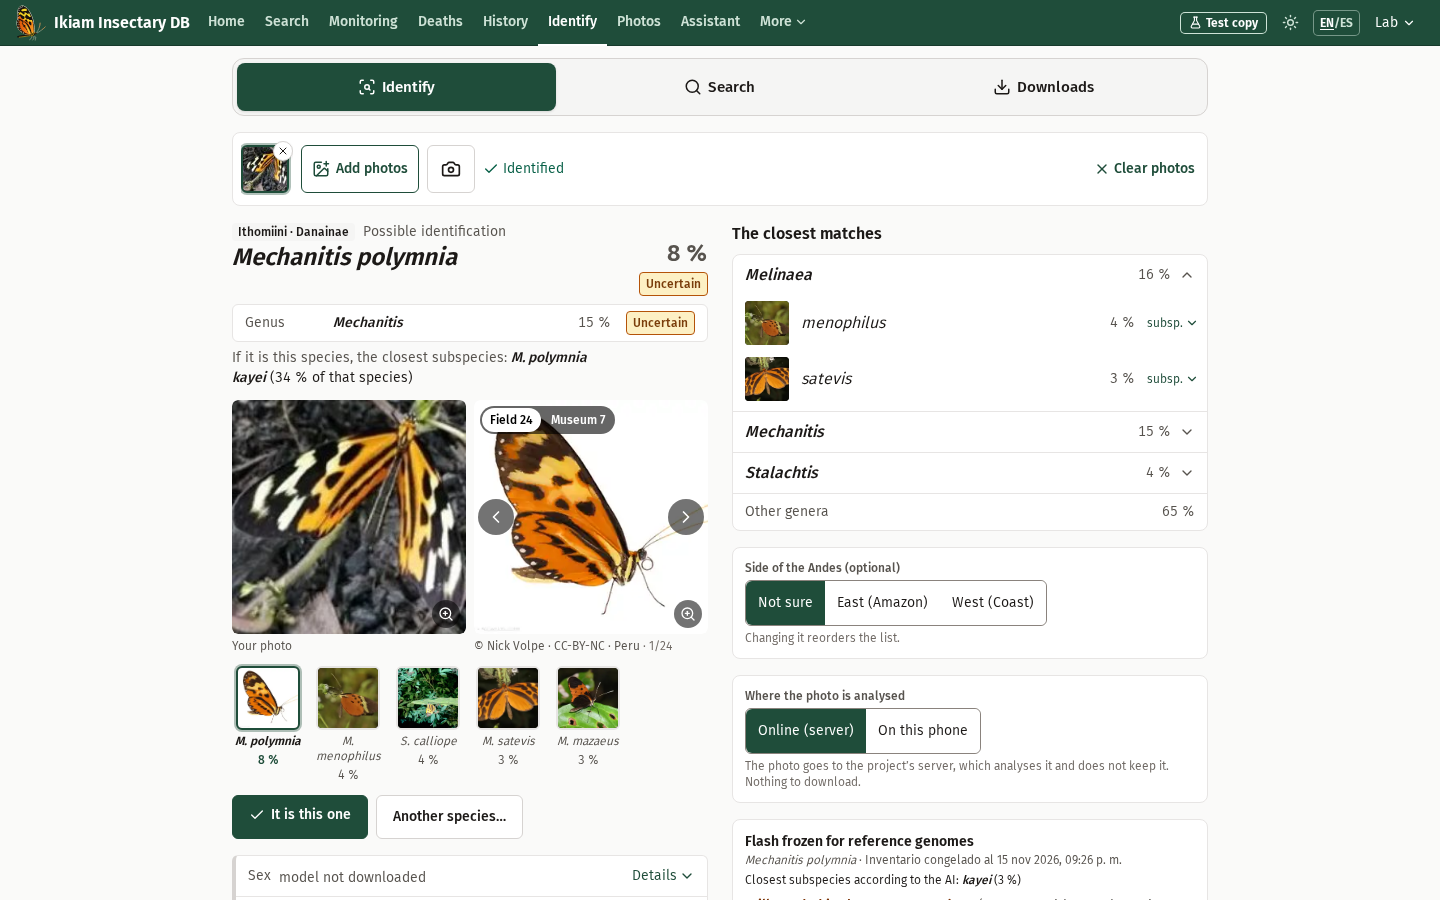 Ikiam Insectary DB Home Search Monitoring Deaths History Identify Photos Assistant More Test copy EN/ES Lab
Identify Search Downloads
Add photos Identified Clear photos
Ithomiini · Danainae Possible identification
Mechanitis polymnia 8 %
Uncertain
Genus Mechanitis 15 % Uncertain
If it is this species, the closest subspecies: M. polymnia
kayei (34 % of that species)
Field 24 Museum 7
Your photo © Nick Volpe · CC-BY-NC · Peru · 1/24
M. polymnia
8 %
M.
menophilus
4 %
S. calliope
4 %
M. satevis
3 %
M. mazaeus
3 %
It is this one Another species...
Sex model not downloaded Details
The closest matches
Melinaea 16 %
menophilus 4 % subsp.
satevis 3 % subsp.
Mechanitis 15 %
Stalachtis 4 %
Other genera 65 %
Side of the Andes (optional)
Not sure East (Amazon) West (Coast)
Changing it reorders the list.
Where the photo is analysed
Online (server) On this phone
The photo goes to the project's server, which analyses it and does not keep it.
Nothing to download.
Flash frozen for reference genomes
Mechanitis polymnia · Inventario congelado al 15 nov 2026, 09:26 p. m.
Closest subspecies according to the AI: kayei (3 %)